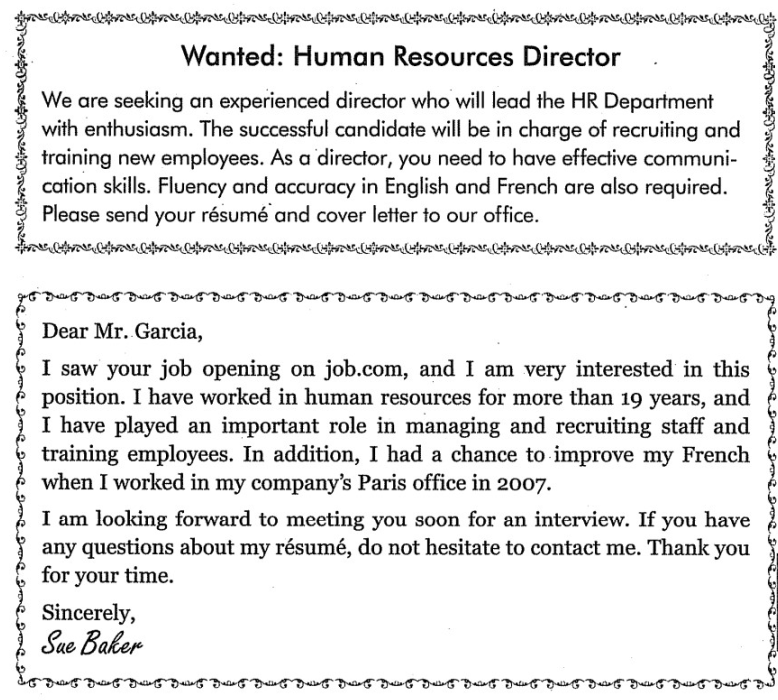 Wanted: Human Resources Director
We are seeking an experienced director who will lead the HR Department
with enthusiasm. The successful candidate will be in charge of recruiting and
training new employees. As a director, you need to have effective communi-
cation skills. Fluency and accuracy in English and French are also required.
Please send your résumé and cover letter to our office.
Dear Mr. Garcia,
I saw your job opening on job.com, and I am very interested in this
position. I have worked in human resources for more than 19 years, and
I have played an important role in managing and recruiting staff and
training employees. In addition, I had a chance to improve my French
when I worked in my company's Paris office in 2007.
I am looking forward to meeting you soon for an interview. If you have
any questions about my résumé, do not hesitate to contact me. Thank you
for your time.
Sincerely,
Sue Baker